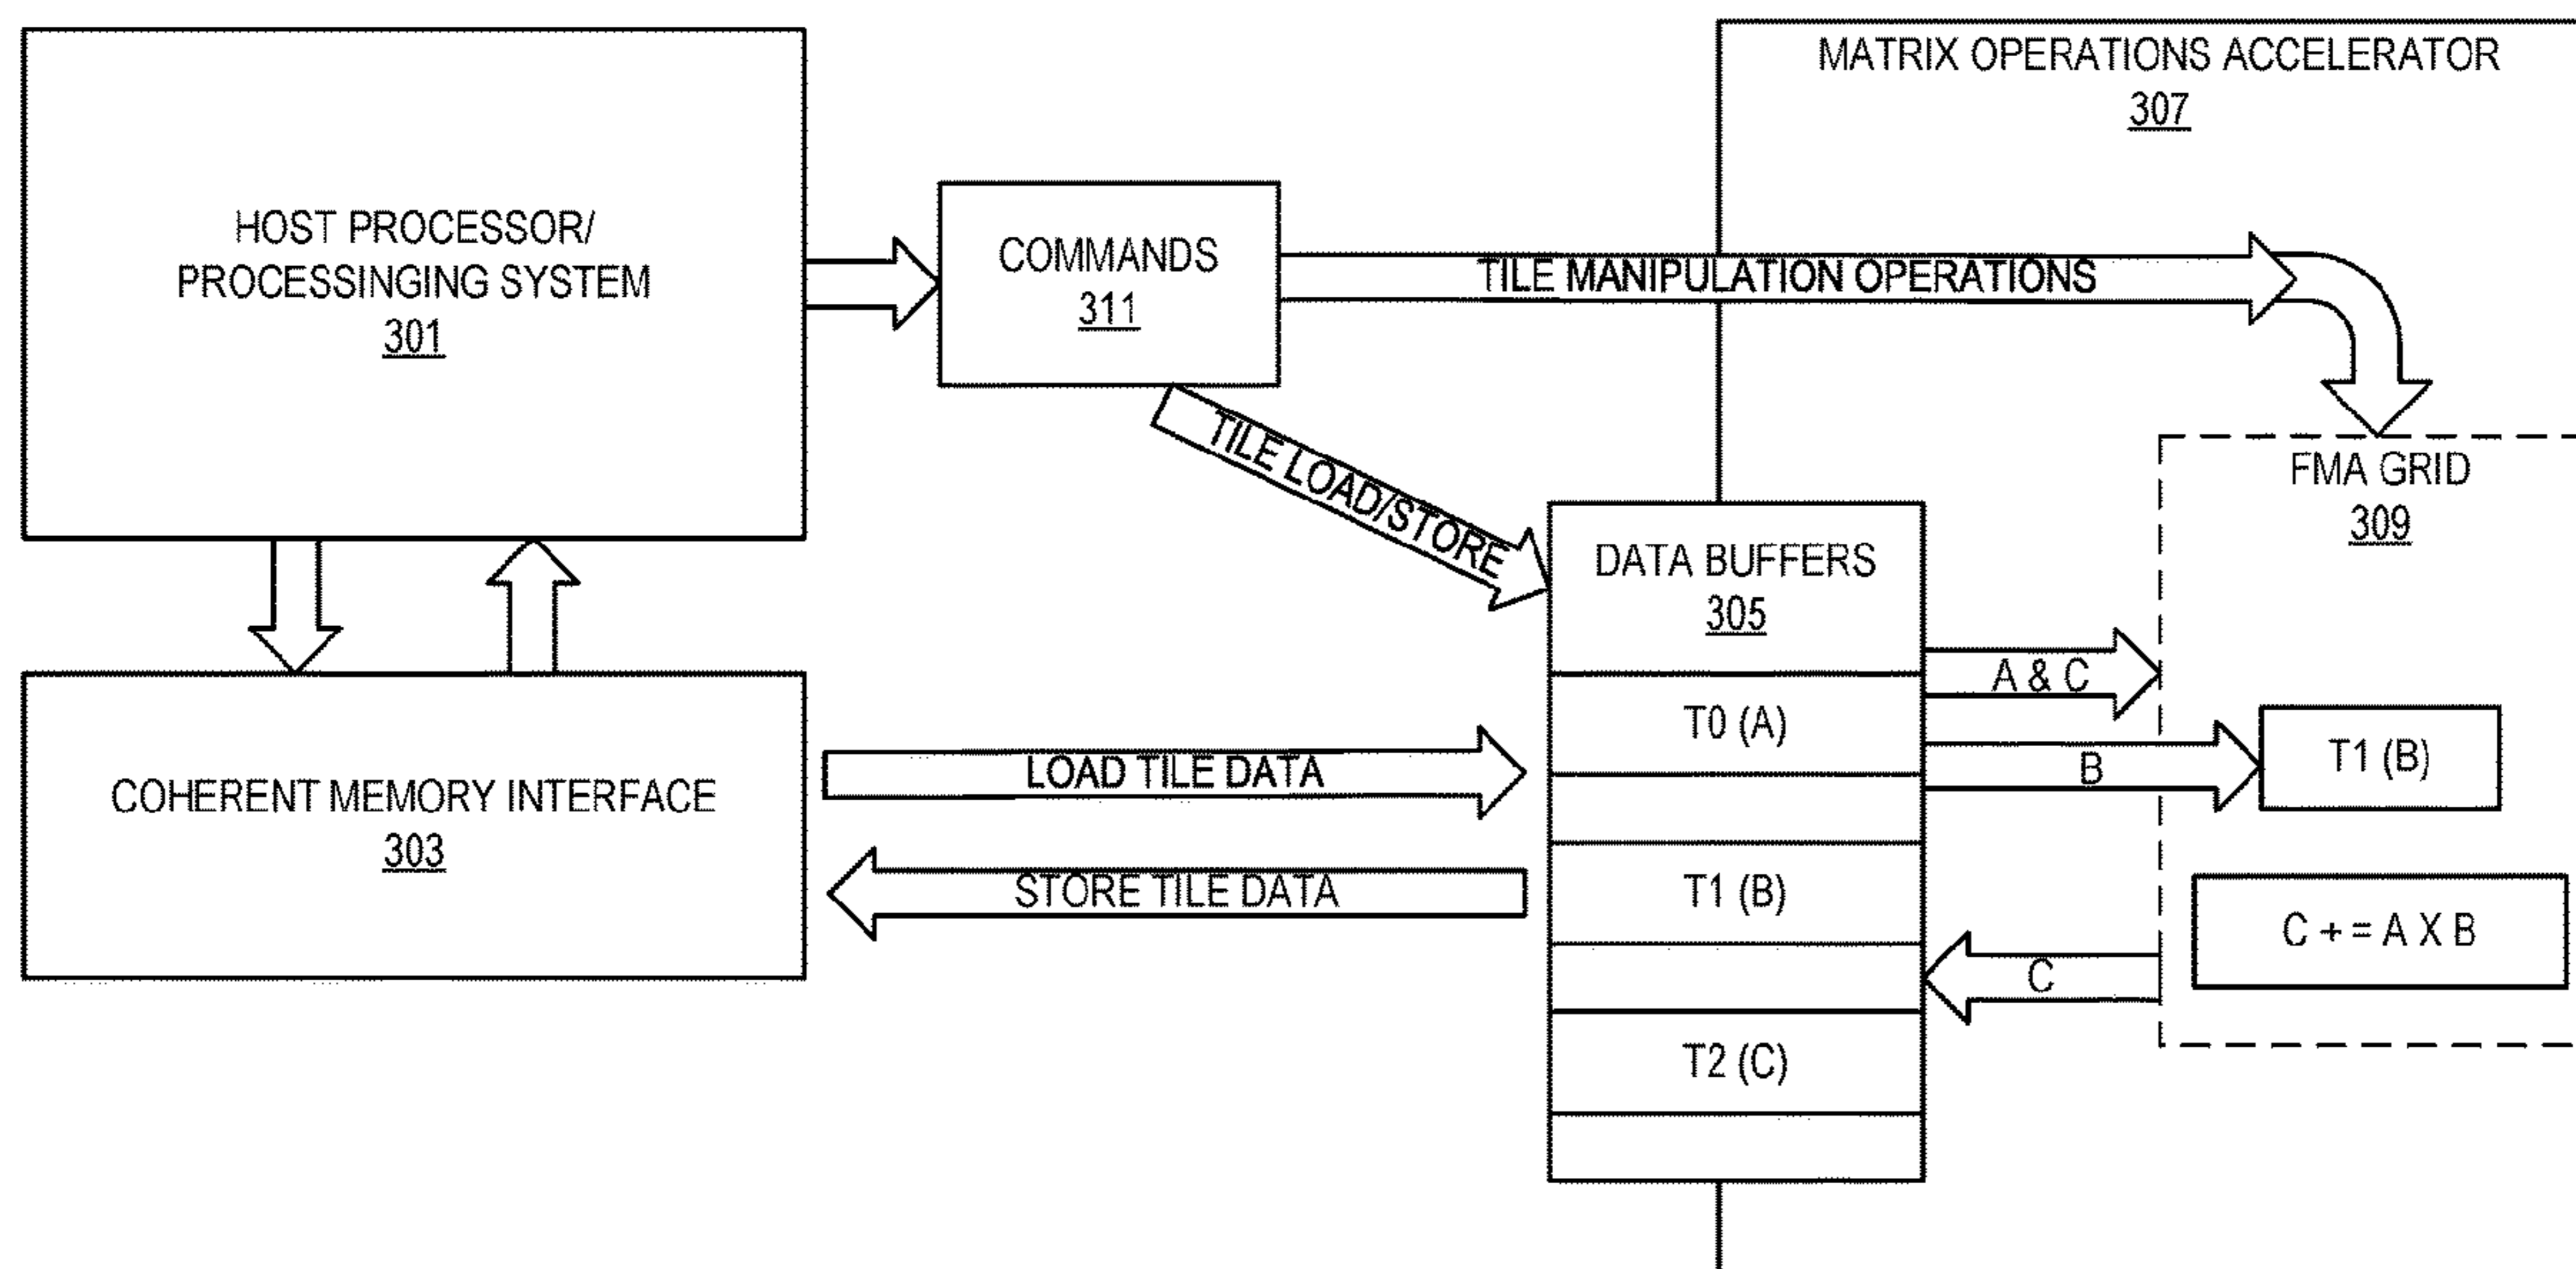 MATRIX OPERATIONS ACCELERATOR
307
HOST PROCESSOR/
PROCESSINGING SYSTEM
301
COMMANDS
311
TILE MANIPULATION OPERATIONS
TILE LOAD/STORE
FMA GRID
309
DATA BUFFERS
305
A & C
T0 (A)
B
T1 (B)
COHERENT MEMORY INTERFACE
303
LOAD TILE DATA
STORE TILE DATA
T1 (B)
C + = A X B
C
T2 (C)